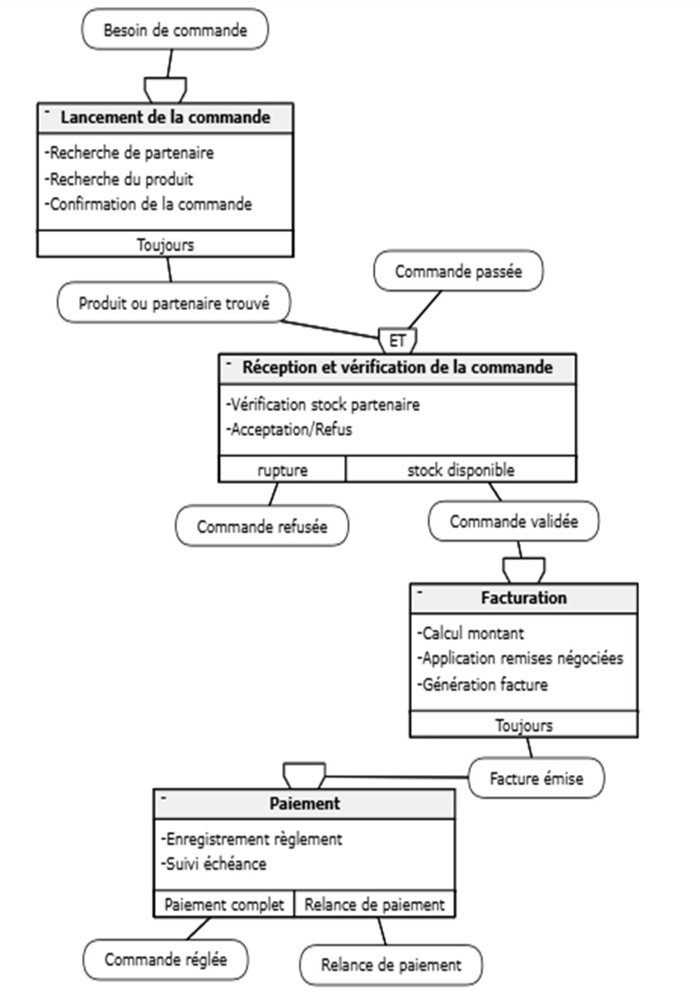 Besoin de commande
- Lancement de la commande
-Recherche de partenaire
-Recherche du produit
-Confirmation de la commande
Toujours
Commande passée
Produit ou partenaire trouvé
ET
- Réception et vérification de la commande
-Vérification stock partenaire
-Acceptation/Refus
rupture
stock disponible
Commande refusée
Commande validée
- Facturation
-Calcul montant
-Application remises négociées
-Génération facture
Toujours
Facture émise
- Paiement
-Enregistrement règlement
-Suivi échéance
Paiement complet
Relance de paiement
Commande réglée
Relance de paiement